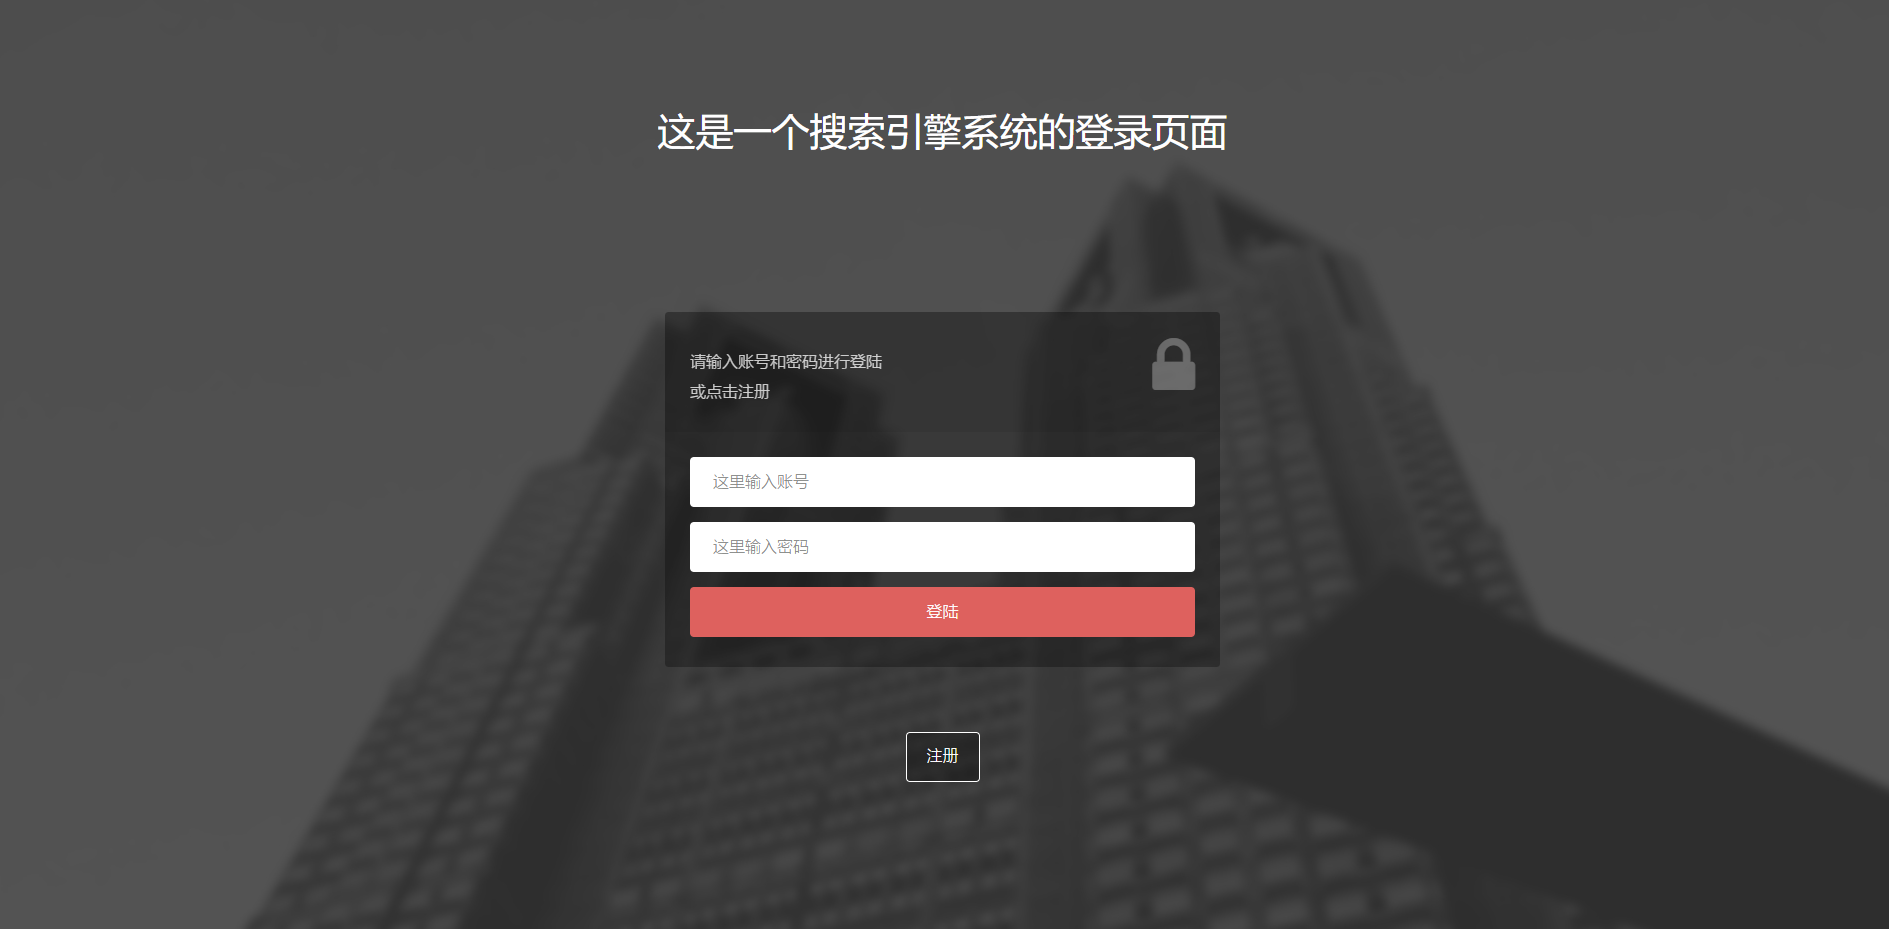 这是一个搜索引擎系统的登录页面
请输入账号和密码进行登陆
或点击注册
这里输入账号
这里输入密码
登陆
注册